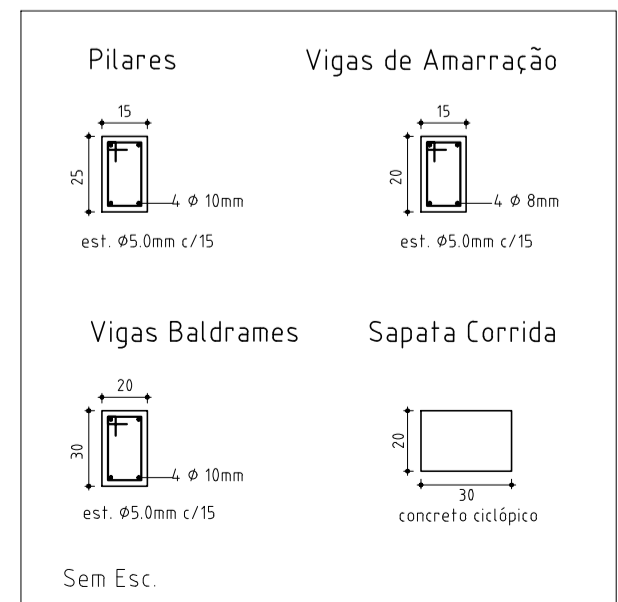 Pilares
15
25
4 Φ 10mm
est. Φ5.0mm c/15
Vigas de Amarração
15
20
4 Φ 8mm
est. Φ5.0mm c/15
Vigas Baldrames
20
30
4 Φ 10mm
est. Φ5.0mm c/15
Sapata Corrida
20
30
concreto ciclópico
Sem Esc.